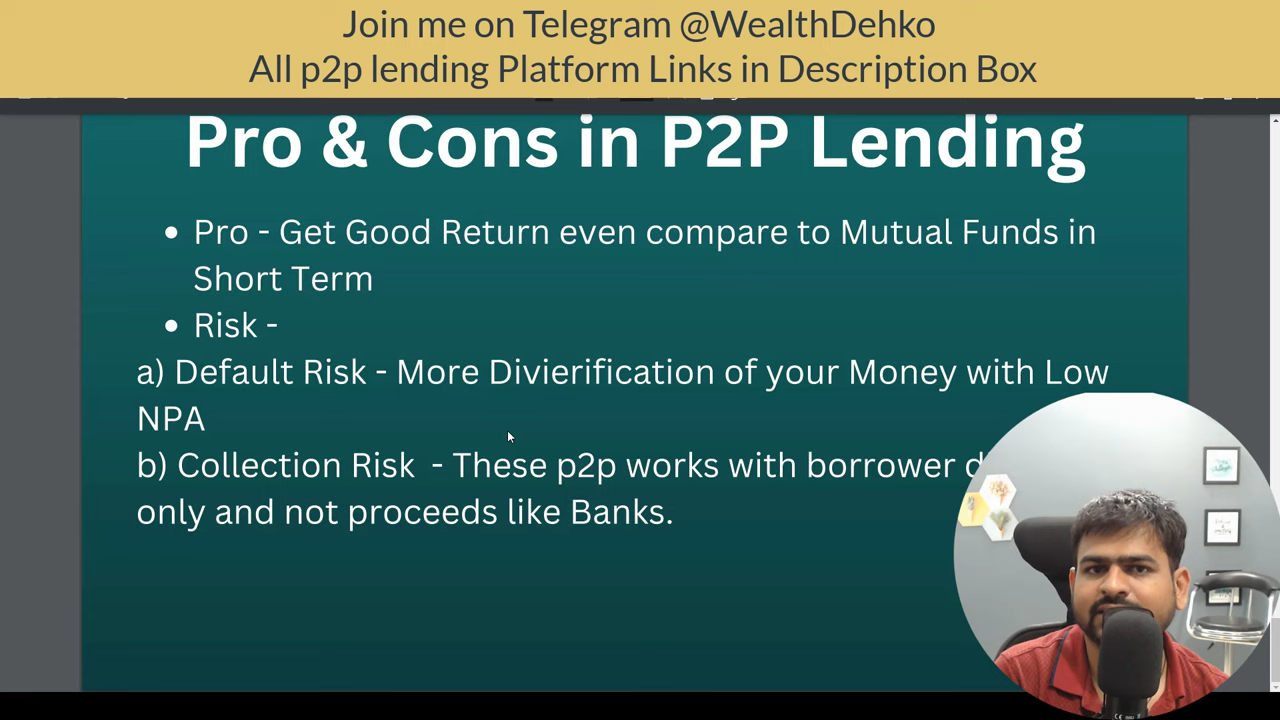 Join me on Telegram @WealthDehko
All p2p lending Platform Links in Description Box
Pro & Cons in P2P Lending
• Pro - Get Good Return even compare to Mutual Funds in
Short Term
• Risk -
a) Default Risk - More Divierification of your Money with Low
NPA
b) Collection Risk - These p2p works with borrower
only and not proceeds like Banks.